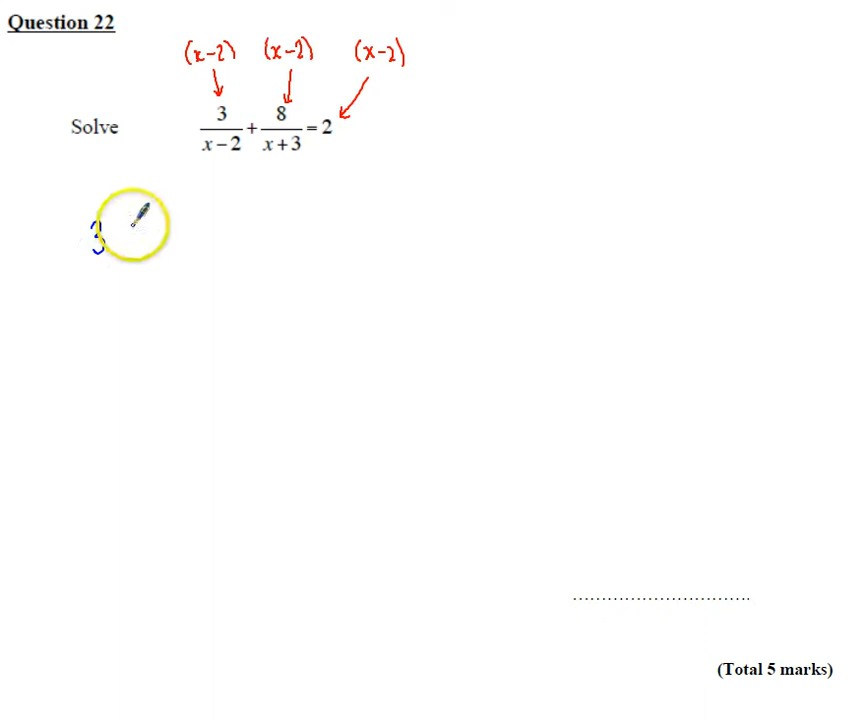 Question 22
(x-2) (x-2) (x-2)
Solve 3/(x-2) + 8/(x+3) = 2
3
(Total 5 marks)